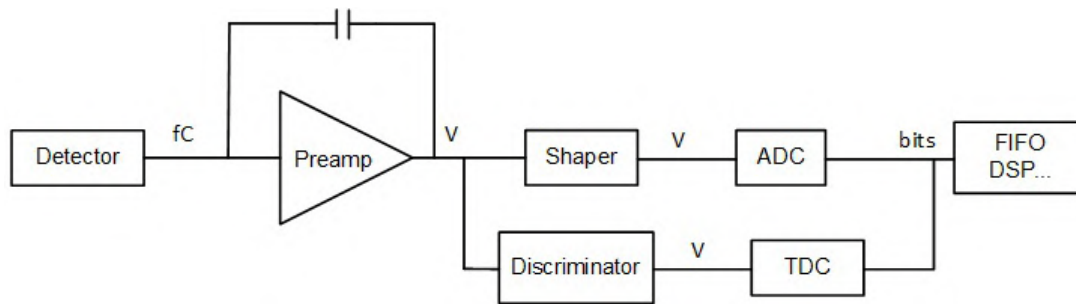 Detector
fC
Preamp
V
Shaper
V
ADC
bits
FIFO
DSP...
Discriminator
V
TDC